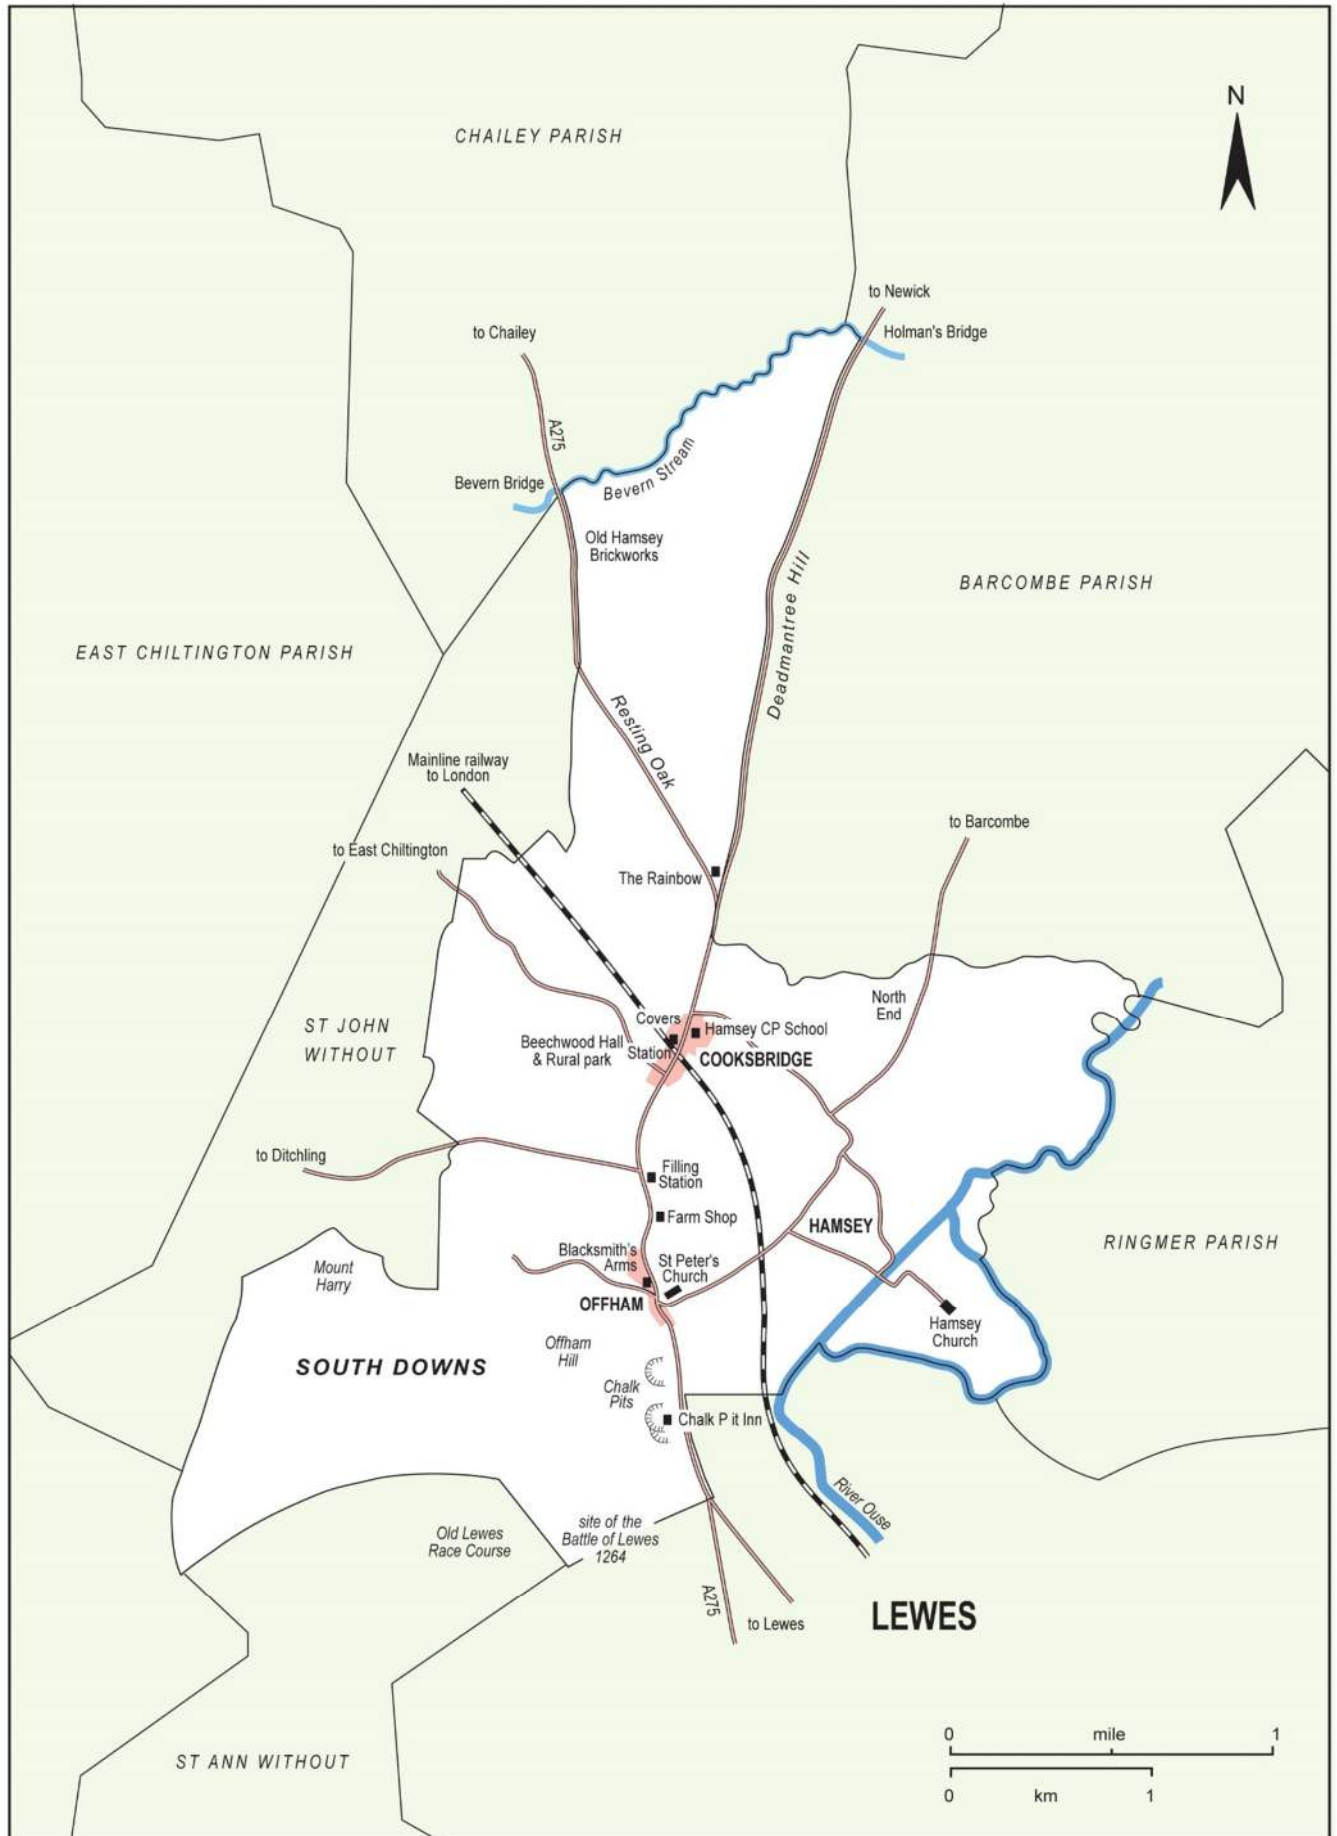 N
CHAILEY PARISH
to Newick
Holman's Bridge
to Chailey
A275
Bevern Bridge
Bevern Stream
Old Hamsey
Brickworks
Deadmantree Hill
BARCOMBE PARISH
EAST CHILTINGTON PARISH
Resting Oak
Mainline railway
to London
to East Chiltington
to Barcombe
The Rainbow
North
End
ST JOHN
WITHOUT
Covers
Hamsey CP School
Beechwood Hall
& Rural park
Station
COOKSBRIDGE
to Ditchling
Filling
Station
Farm Shop
HAMSEY
RINGMER PARISH
Blacksmith's
Arms
St Peter's
Church
Mount
Harry
OFFHAM
Hamsey
Church
Offham
Hill
SOUTH DOWNS
Chalk
Pits
Chalk P it Inn
River Ouse
site of the
Battle of Lewes
1264
Old Lewes
Race Course
A275
to Lewes
LEWES
ST ANN WITHOUT
0 mile 1
0 km 1